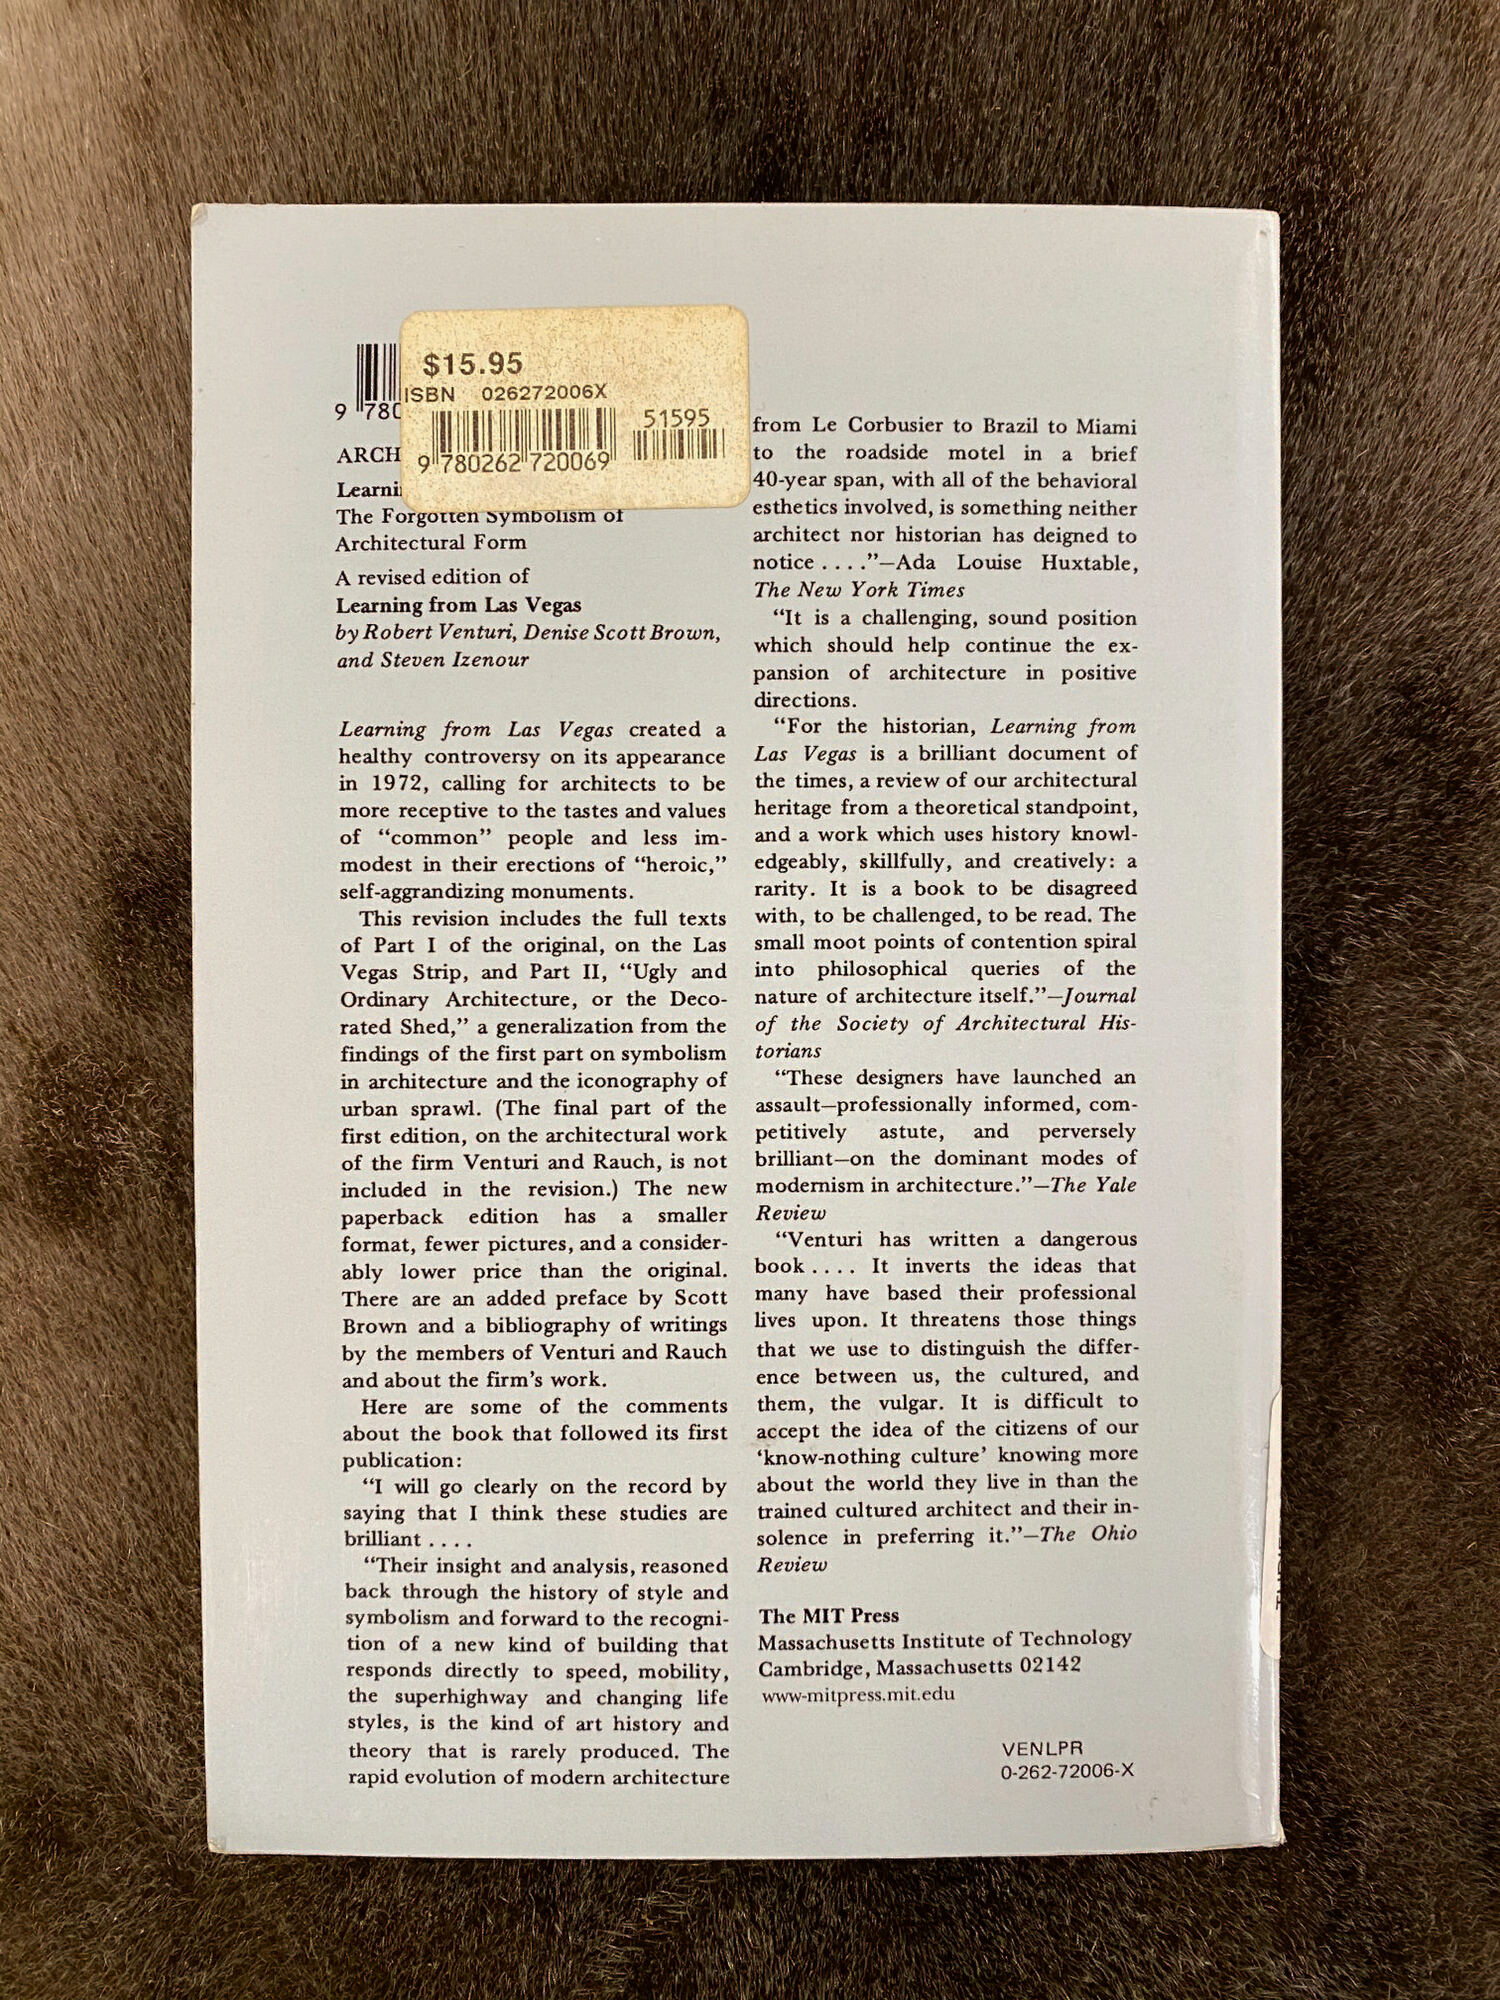 $15.95
ISBN 026272006X
51595
9 780262 720069
9 780
ARCH
Learni
The Forgotten Symbolism of
Architectural Form
A revised edition of
Learning from Las Vegas
by Robert Venturi, Denise Scott Brown,
and Steven Izenour
Learning from Las Vegas created a
healthy controversy on its appearance
in 1972, calling for architects to be
more receptive to the tastes and values
of “common” people and less im-
modest in their erections of “heroic,”
self-aggrandizing monuments.
This revision includes the full texts
of Part I of the original, on the Las
Vegas Strip, and Part II, “Ugly and
Ordinary Architecture, or the Deco-
rated Shed,” a generalization from the
findings of the first part on symbolism
in architecture and the iconography of
urban sprawl. (The final part of the
first edition, on the architectural work
of the firm Venturi and Rauch, is not
included in the revision.) The new
paperback edition has a smaller
format, fewer pictures, and a consider-
ably lower price than the original.
There are an added preface by Scott
Brown and a bibliography of writings
by the members of Venturi and Rauch
and about the firm's work.
Here are some of the comments
about the book that followed its first
publication:
“I will go clearly on the record by
saying that I think these studies are
brilliant . . . .
“Their insight and analysis, reasoned
back through the history of style and
symbolism and forward to the recogni-
tion of a new kind of building that
responds directly to speed, mobility,
the superhighway and changing life
styles, is the kind of art history and
theory that is rarely produced. The
rapid evolution of modern architecture
from Le Corbusier to Brazil to Miami
to the roadside motel in a brief
40-year span, with all of the behavioral
esthetics involved, is something neither
architect nor historian has deigned to
notice . . . .”—Ada Louise Huxtable,
The New York Times
“It is a challenging, sound position
which should help continue the ex-
pansion of architecture in positive
directions.
“For the historian, Learning from
Las Vegas is a brilliant document of
the times, a review of our architectural
heritage from a theoretical standpoint,
and a work which uses history knowl-
edgeably, skillfully, and creatively: a
rarity. It is a book to be disagreed
with, to be challenged, to be read. The
small moot points of contention spiral
into philosophical queries of the
nature of architecture itself.”—Journal
of the Society of Architectural His-
torians
“These designers have launched an
assault—professionally informed, com-
petitively astute, and perversely
brilliant—on the dominant modes of
modernism in architecture.”—The Yale
Review
“Venturi has written a dangerous
book . . . . It inverts the ideas that
many have based their professional
lives upon. It threatens those things
that we use to distinguish the differ-
ence between us, the cultured, and
them, the vulgar. It is difficult to
accept the idea of the citizens of our
‘know-nothing culture’ knowing more
about the world they live in than the
trained cultured architect and their in-
solence in preferring it.”—The Ohio
Review
The MIT Press
Massachusetts Institute of Technology
Cambridge, Massachusetts 02142
www-mitpress.mit.edu
VENLPR
0-262-72006-X